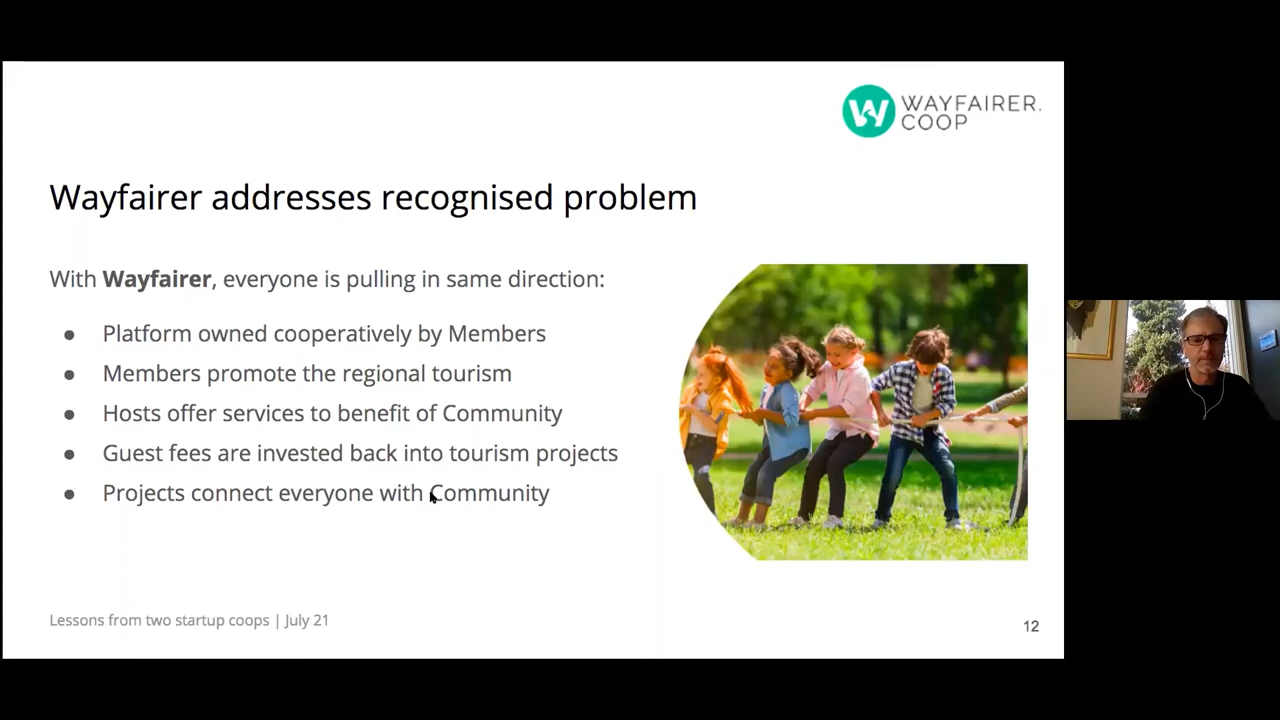 WAYFAIRER.
COOP
Wayfairer addresses recognised problem
With Wayfairer, everyone is pulling in same direction:
● Platform owned cooperatively by Members
● Members promote the regional tourism
● Hosts offer services to benefit of Community
● Guest fees are invested back into tourism projects
● Projects connect everyone with Community
Lessons from two startup coops | July 21
12